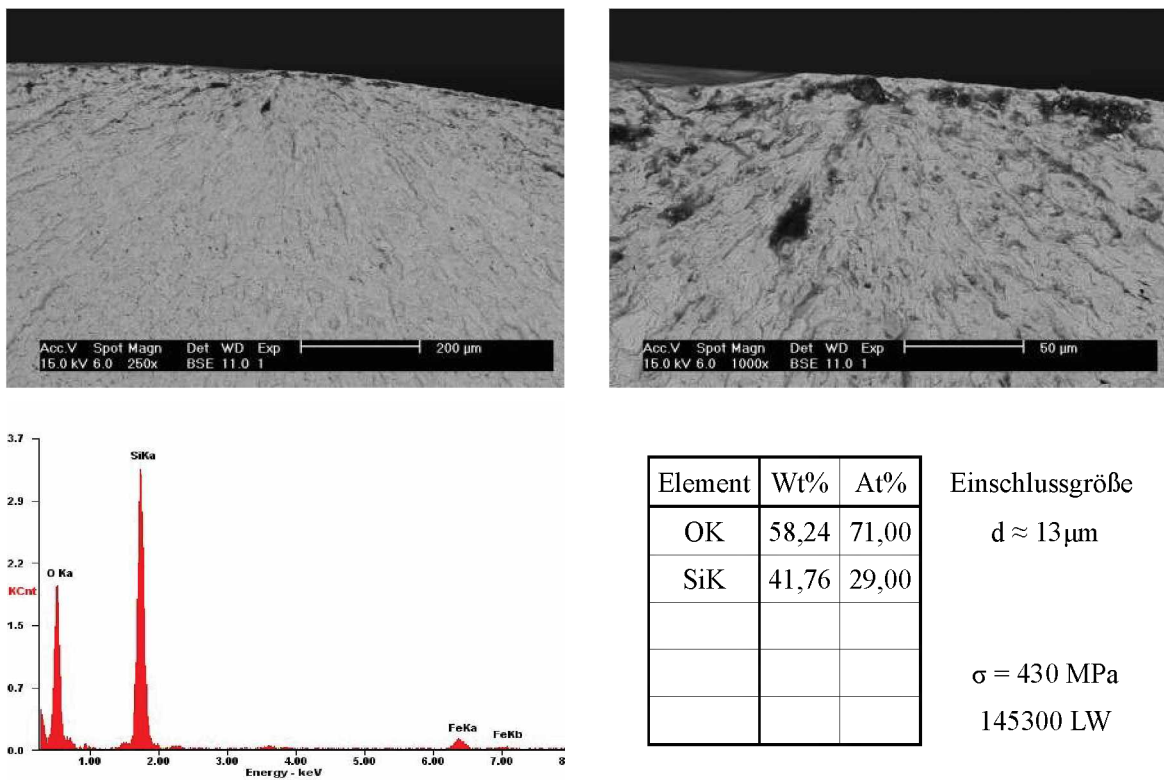 Acc.V Spot Magn Det WD Exp 200 µm
15.0 kV 6.0 250x BSE 11.0 1
Acc.V Spot Magn Det WD Exp 50 µm
15.0 kV 6.0 1000x BSE 11.0 1
3.7
SiKa
2.9
2.2
O Ka
KCnt
1.5
0.7
FeKa
FeKb
0.0
1.00 2.00 3.00 4.00 5.00 6.00 7.00 8
Energy - keV
Element Wt% At%
OK 58,24 71,00
SiK 41,76 29,00
Einschlussgröße
d ≈ 13µm
σ = 430 MPa
145300 LW